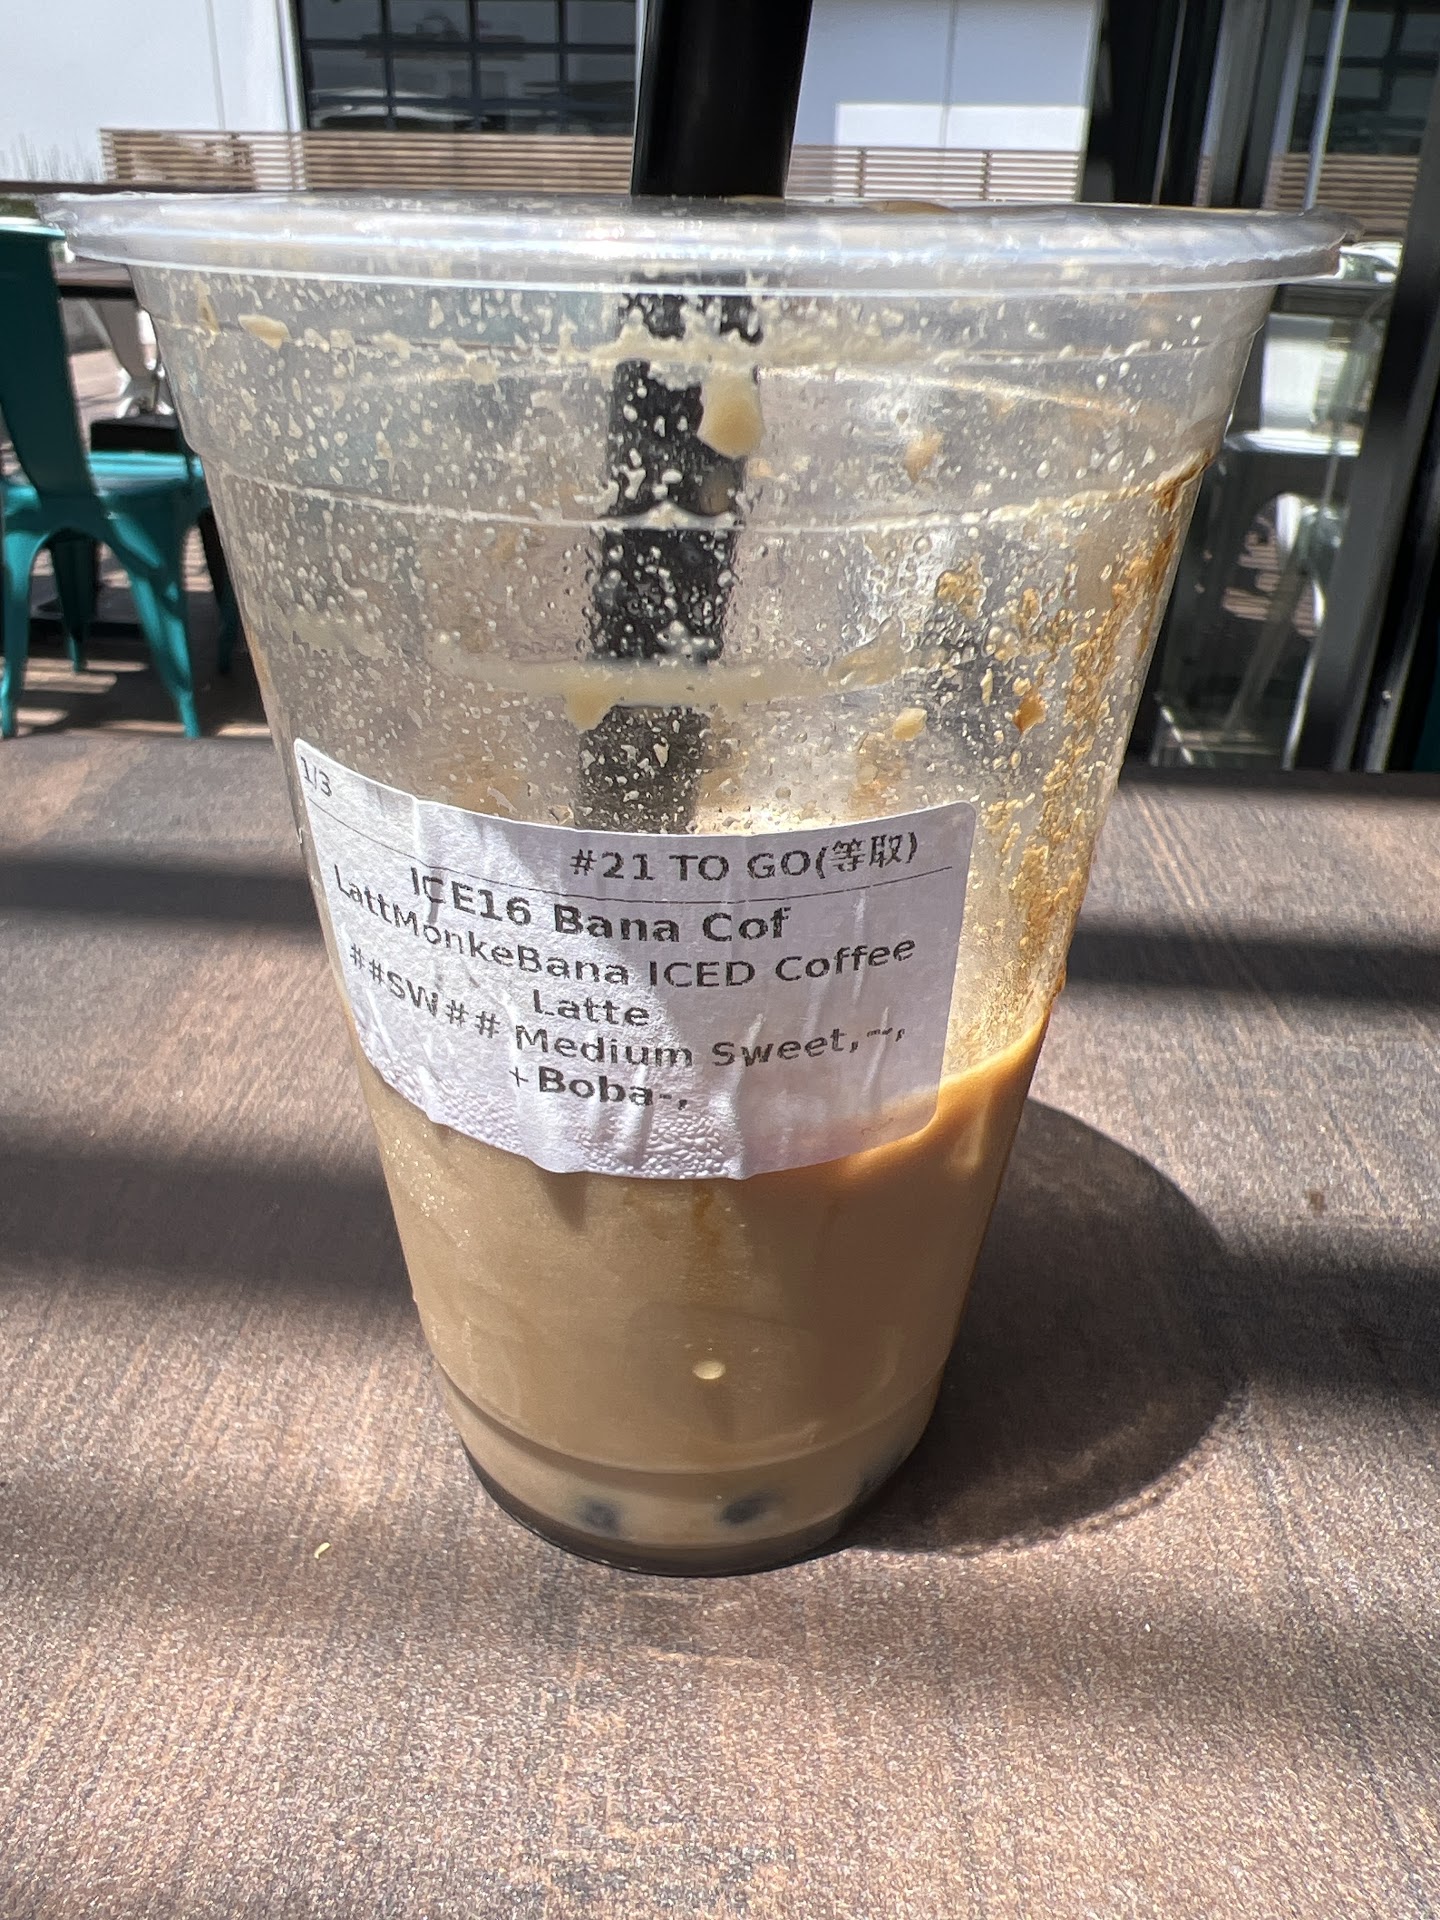 1/3
#21 TO GO(等取)
ICE16 Bana Cof
LattMonkeBana ICED Coffee
Latte
##SW## Medium Sweet,~,
+Boba-,